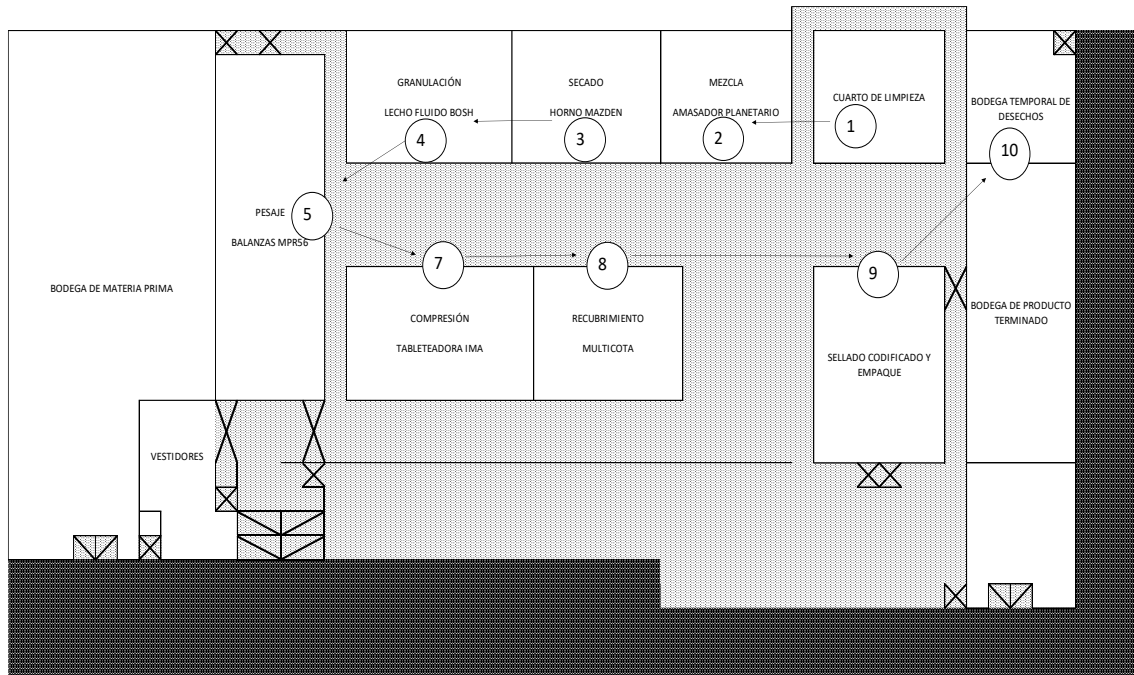 GRANULACIÓN
LECHO FLUIDO BOSH
4
SECADO
HORNO MAZDEN
3
MEZCLA
AMASADOR PLANETARIO
2
CUARTO DE LIMPIEZA
1
BODEGA TEMPORAL DE
DESECHOS
10
PESAJE
BALANZAS MPR56
5
BODEGA DE MATERIA PRIMA
7
COMPRESIÓN
TABLETEADORA IMA
8
RECUBRIMIENTO
MULTICOTA
9
SELLADO CODIFICADO Y
EMPAQUE
BODEGA DE PRODUCTO
TERMINADO
VESTIDORES